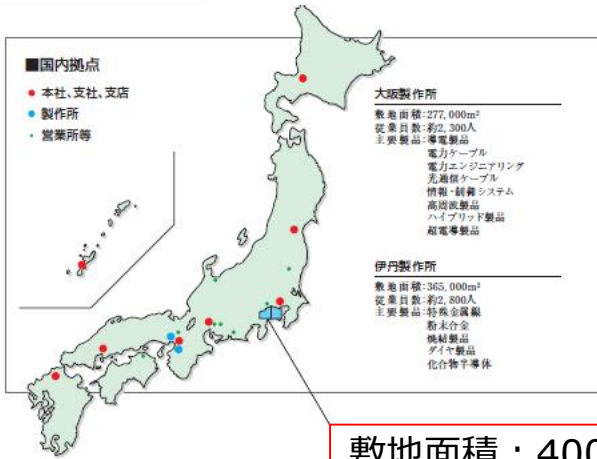 ■国内拠点
● 本社、支社、支店
● 製作所
• 営業所等
大阪製作所
敷地面積:277,000m²
従業員数:約2,300人
主要製品:導電製品
電力ケーブル
電力エンジニアリング
光通信ケーブル
情報・制御システム
高周波製品
ハイブリッド製品
超電導製品
伊丹製作所
敷地面積:365,000m²
従業員数:約2,800人
主要製品:特殊金属線
粉末合金
焼結製品
ダイヤ製品
化合物半導体
敷地面積：400